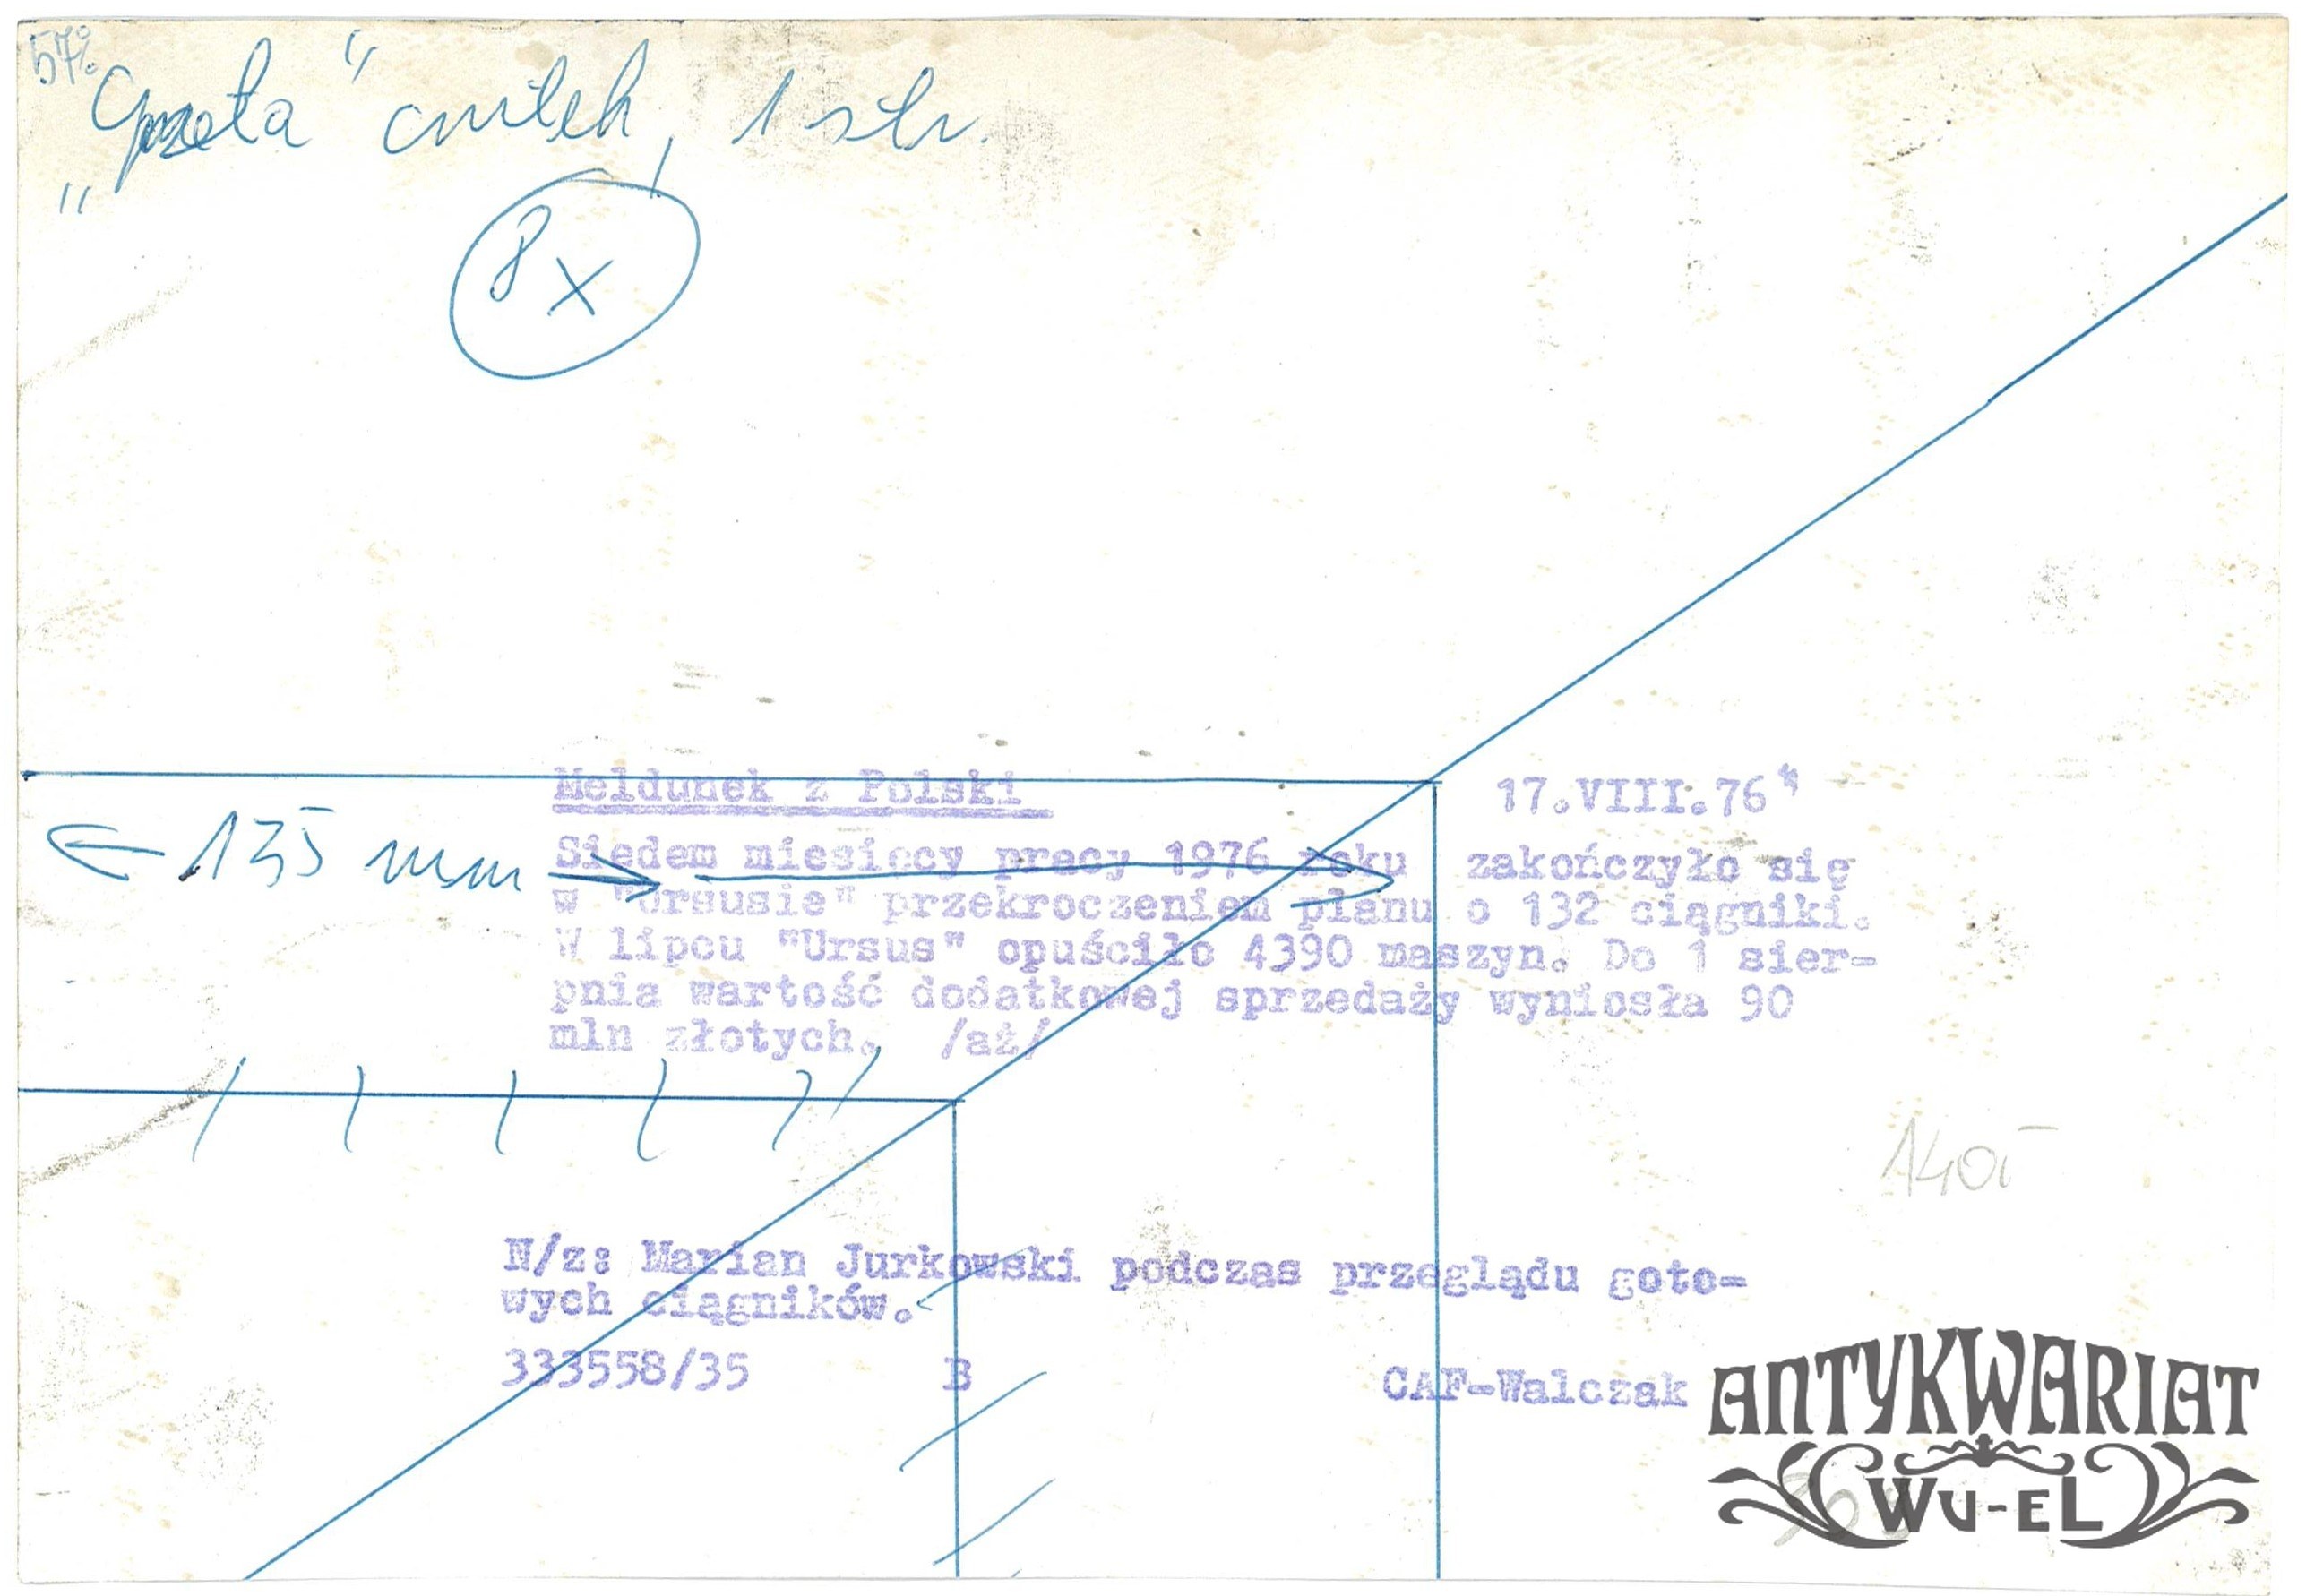 57%
"Gazeta" czwartek, 1 str.
8x
Meldunek z Polski 17.VIII.76
135 mm
Siedem miesięcy pracy 1976 roku zakończyło się
w "Ursusie" przekroczeniem planu o 132 ciągniki.
W lipcu "Ursus" opuściło 4390 maszyn. Do 1 sier-
pnia wartość dodatkowej sprzedaży wyniosła 90
mln złotych. /aż/
N/z: Marian Jurkowski podczas przeglądu goto-
wych ciągników.
333558/35 B CAF-Walczak
ANTYKWARIAT
WU-EL